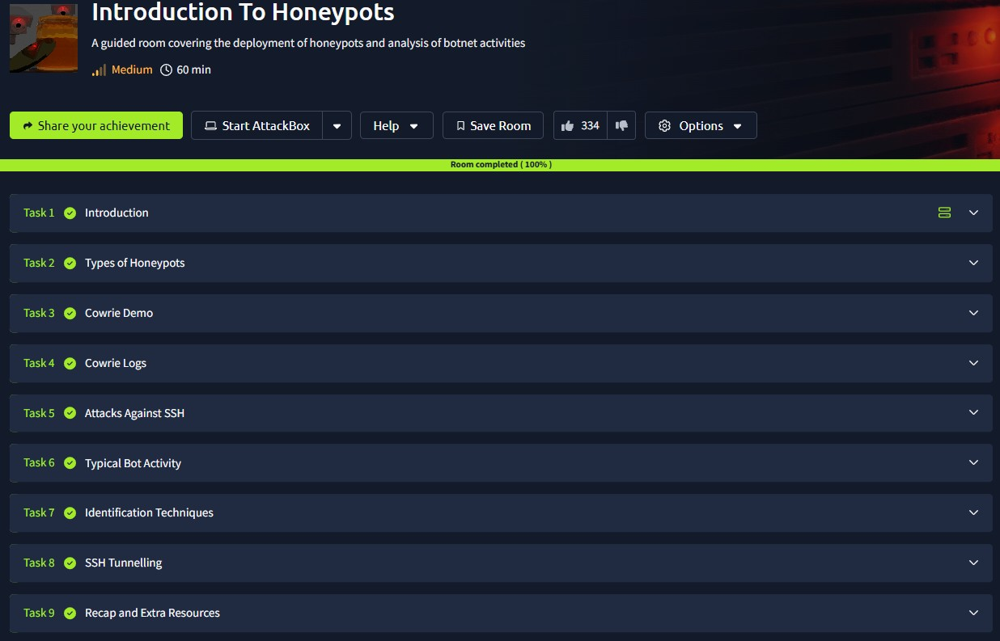 Introduction To Honeypots
A guided room covering the deployment of honeypots and analysis of botnet activities
Medium 60 min
Share your achievement Start AttackBox Help Save Room 334 Options
Room completed ( 100% )
Task 1 Introduction
Task 2 Types of Honeypots
Task 3 Cowrie Demo
Task 4 Cowrie Logs
Task 5 Attacks Against SSH
Task 6 Typical Bot Activity
Task 7 Identification Techniques
Task 8 SSH Tunnelling
Task 9 Recap and Extra Resources